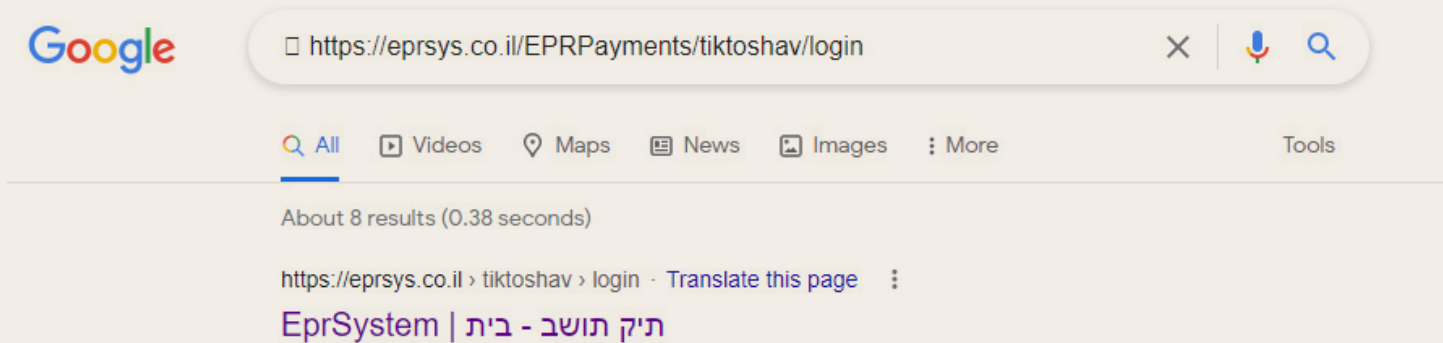 Google
□ https://eprsys.co.il/EPRPayments/tiktoshav/login
All Videos Maps News Images More Tools
About 8 results (0.38 seconds)
https://eprsys.co.il › tiktoshav › login · Translate this page
EprSystem | תיק תושב - בית